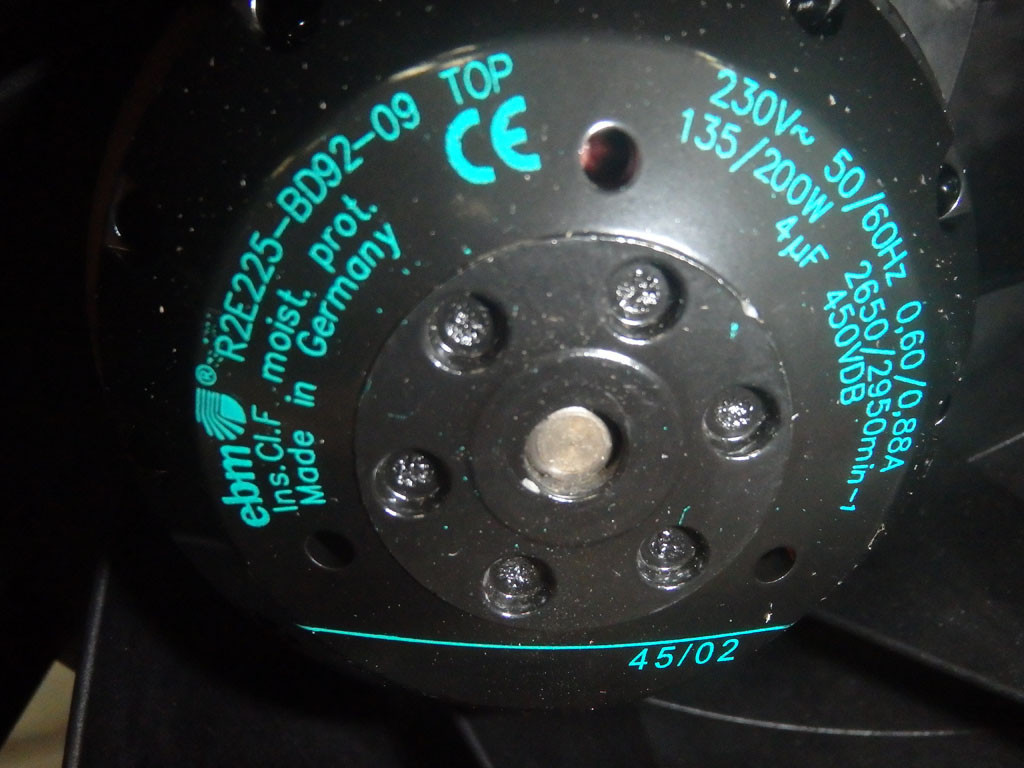 TOP
CE
ebm® R2E225-BD92-09
Ins.Cl.F moist. prot.
Made in Germany
230V~ 50/60Hz 0,60/0,88A
135/200W 2650/2950min-1
4µF 450VDB
45/02